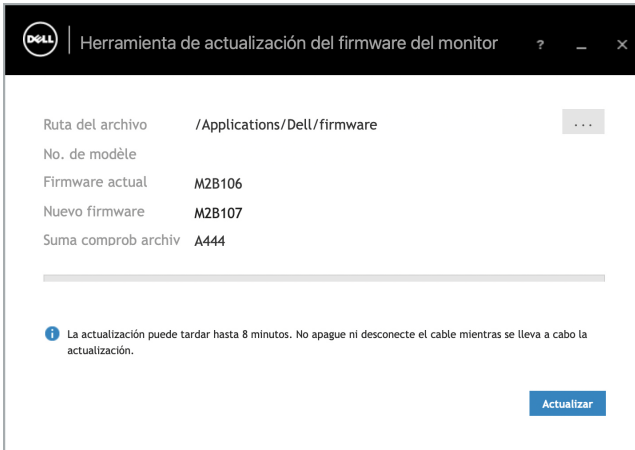 DELL
Herramienta de actualización del firmware del monitor ? _ ×
Ruta del archivo /Applications/Dell/firmware ...
No. de modèle
Firmware actual M2B106
Nuevo firmware M2B107
Suma comprob archiv A444
La actualización puede tardar hasta 8 minutos. No apague ni desconecte el cable mientras se lleva a cabo la
actualización.
Actualizar